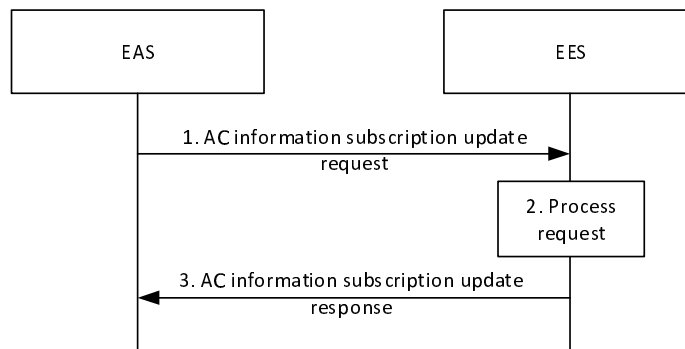 EAS
EES
1. AC information subscription update
request
2. Process
request
3. AC information subscription update
response